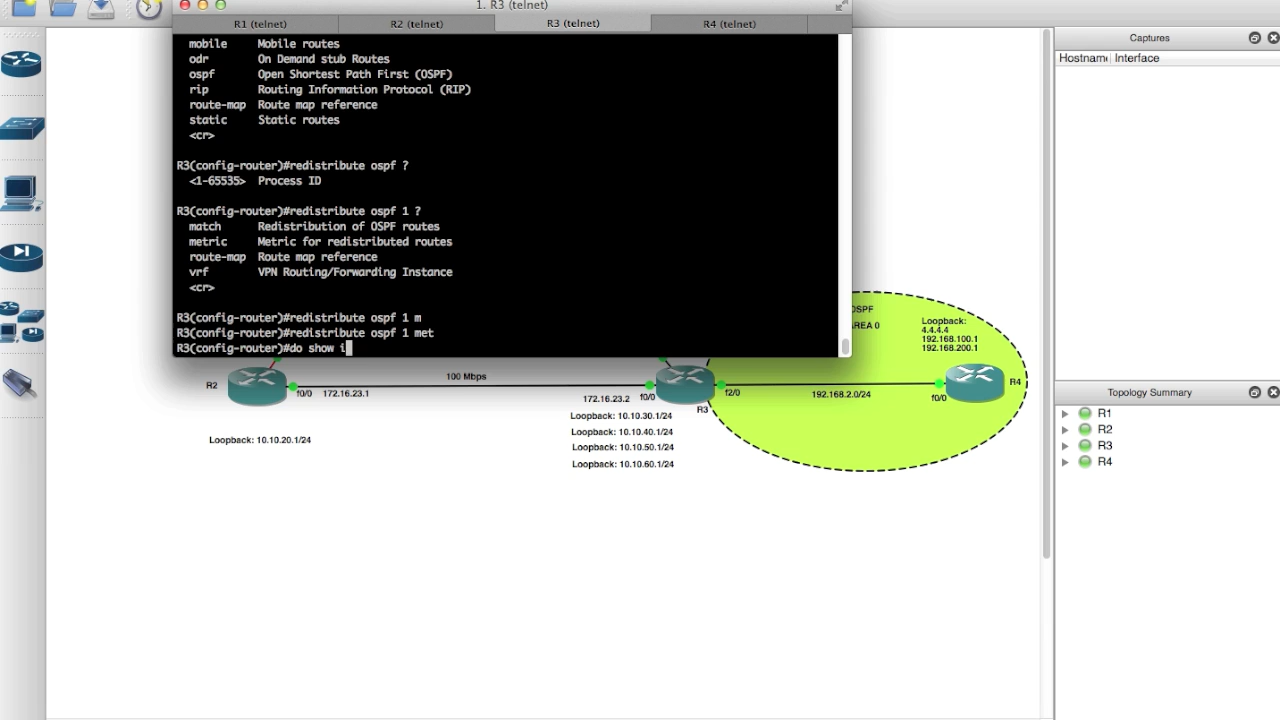 1. R3 (telnet)
R1 (telnet)
R2 (telnet)
R3 (telnet)
R4 (telnet)
mobile Mobile routes
odr On Demand stub Routes
ospf Open Shortest Path First (OSPF)
rip Routing Information Protocol (RIP)
route-map Route map reference
static Static routes
<cr>
R3(config-router)#redistribute ospf ?
<1-65535> Process ID
R3(config-router)#redistribute ospf 1 ?
match Redistribution of OSPF routes
metric Metric for redistributed routes
route-map Route map reference
vrf VPN Routing/Forwarding Instance
<cr>
R3(config-router)#redistribute ospf 1 m
R3(config-router)#redistribute ospf 1 met
R3(config-router)#do show i
OSPF
AREA 0
Loopback:
4.4.4.4
192.168.100.1
192.168.200.1
R2
f0/0
172.16.23.1
100 Mbps
172.16.23.2
f0/0
R3
f2/0
192.168.2.0/24
f0/0
R4
Loopback: 10.10.20.1/24
Loopback: 10.10.30.1/24
Loopback: 10.10.40.1/24
Loopback: 10.10.50.1/24
Loopback: 10.10.60.1/24
Captures
Hostnam Interface
Topology Summary
R1
R2
R3
R4